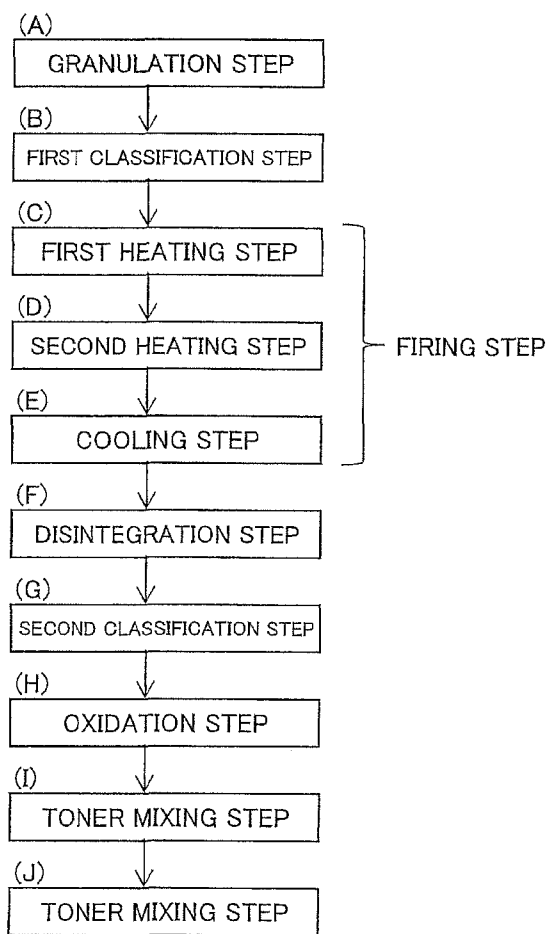 (A)
GRANULATION STEP
(B)
FIRST CLASSIFICATION STEP
(C)
FIRST HEATING STEP
(D)
SECOND HEATING STEP
FIRING STEP
(E)
COOLING STEP
(F)
DISINTEGRATION STEP
(G)
SECOND CLASSIFICATION STEP
(H)
OXIDATION STEP
(I)
TONER MIXING STEP
(J)
TONER MIXING STEP